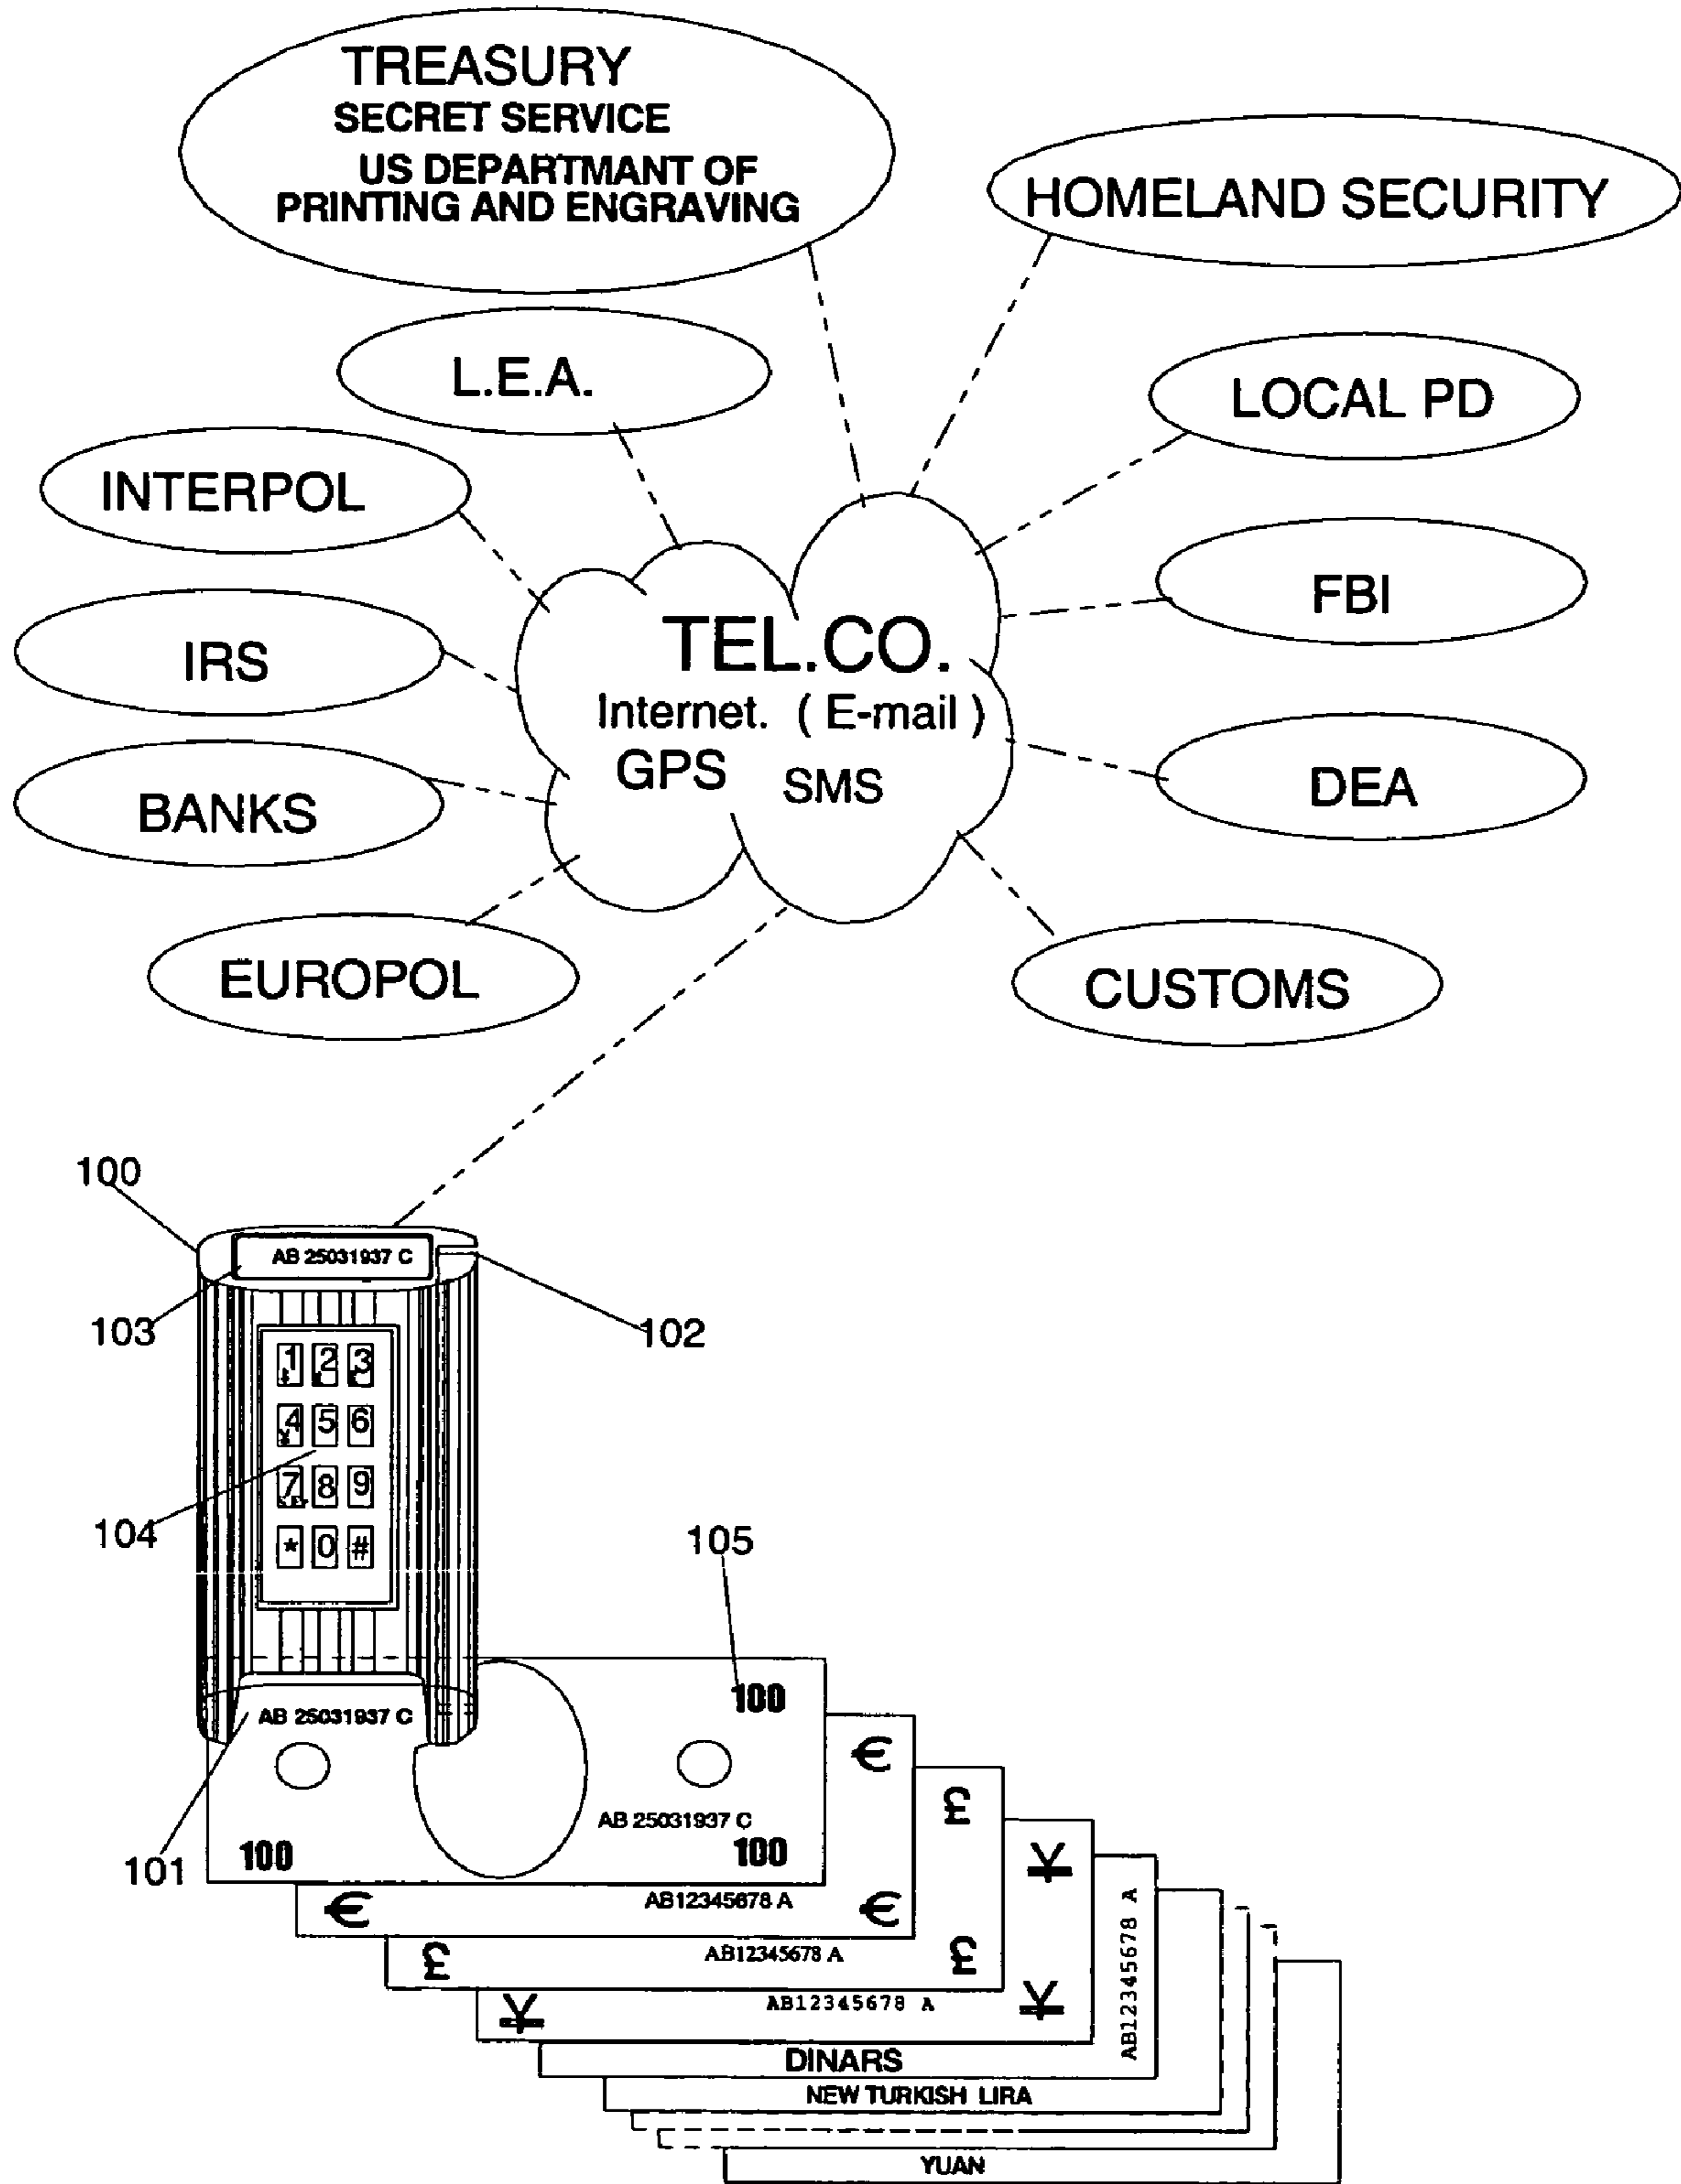 TREASURY
SECRET SERVICE
US DEPARTMANT OF
PRINTING AND ENGRAVING
HOMELAND SECURITY
L.E.A.
LOCAL PD
INTERPOL
FBI
IRS
TEL.CO.
Internet. ( E-mail )
GPS SMS
DEA
BANKS
EUROPOL
CUSTOMS
100
AB 25031937 C
103
102
1 2 3
4 5 6
¥
7 8 9
* 0 #
104
105
100
AB 25031937 C
€
£
AB 25031937 C
100
100
101
¥
€
AB12345678 A
€
£
AB12345678 A
£
¥
AB12345678 A
¥
AB12345678 A
DINARS
NEW TURKISH LIRA
YUAN